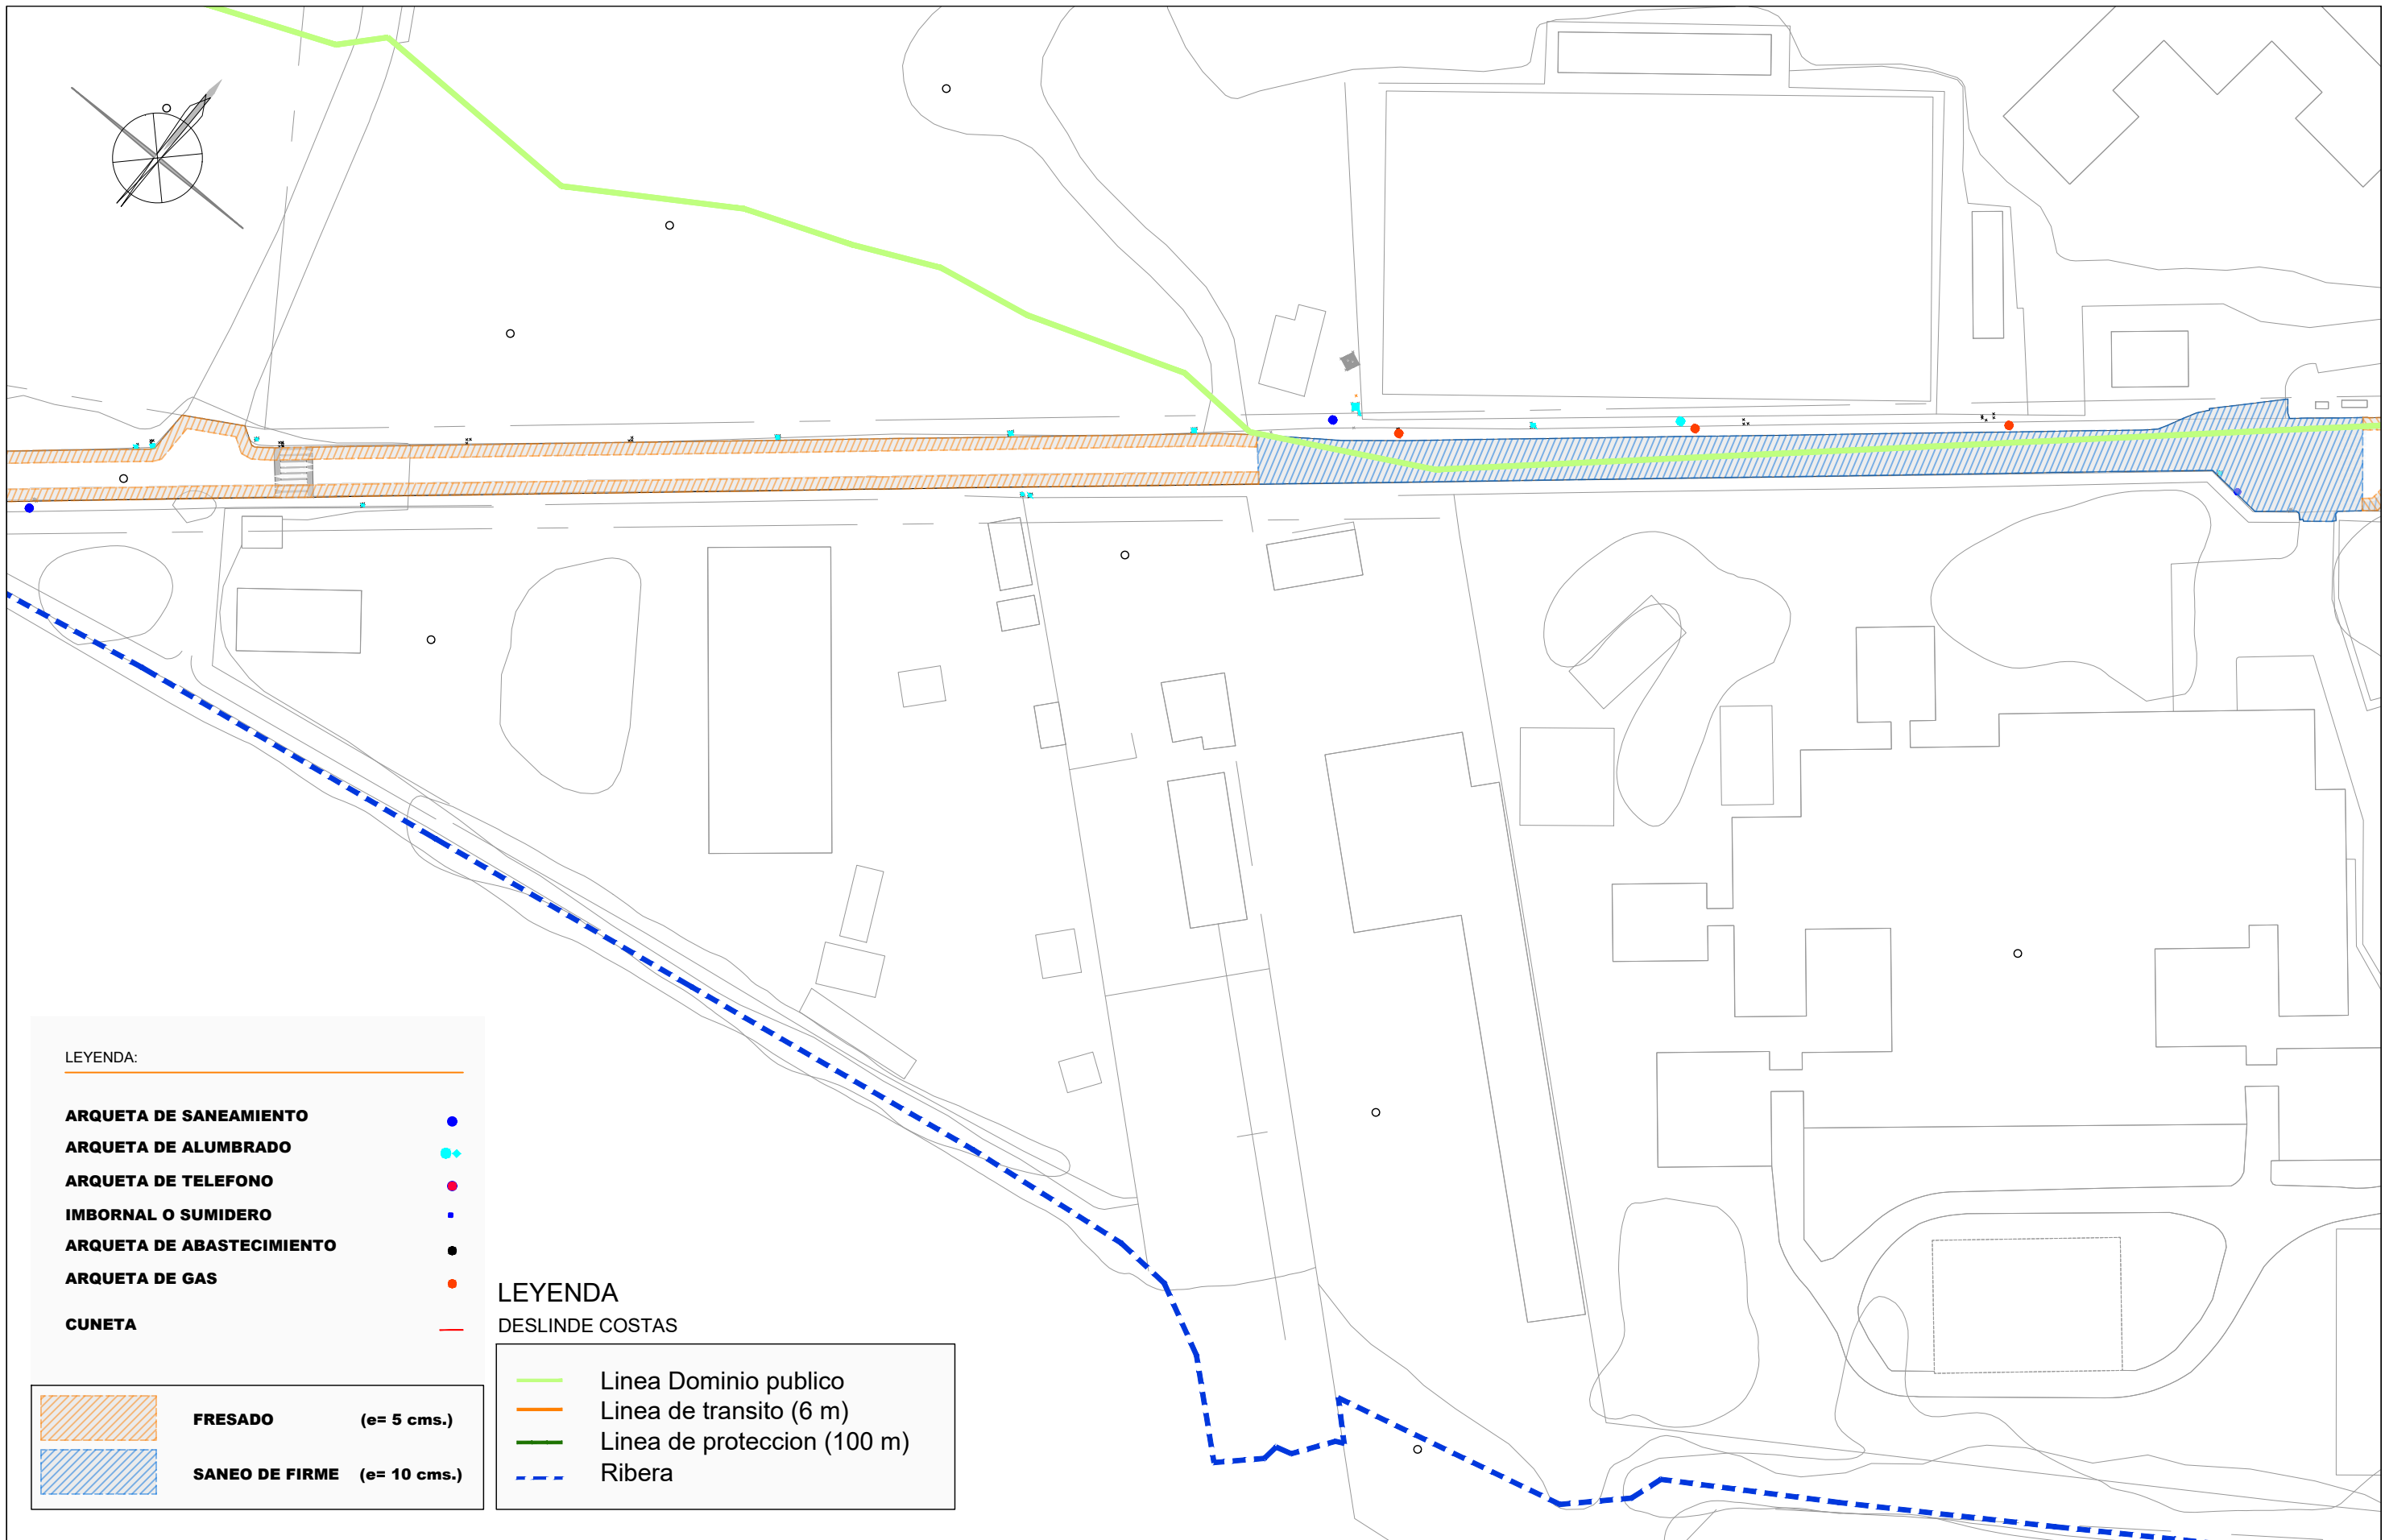 LEYENDA:
ARQUETA DE SANEAMIENTO
ARQUETA DE ALUMBRADO
ARQUETA DE TELEFONO
IMBORNAL O SUMIDERO
ARQUETA DE ABASTECIMIENTO
ARQUETA DE GAS
CUNETA
FRESADO (e= 5 cms.)
SANEO DE FIRME (e= 10 cms.)
LEYENDA
DESLINDE COSTAS
Linea Dominio publico
Linea de transito (6 m)
Linea de proteccion (100 m)
Ribera